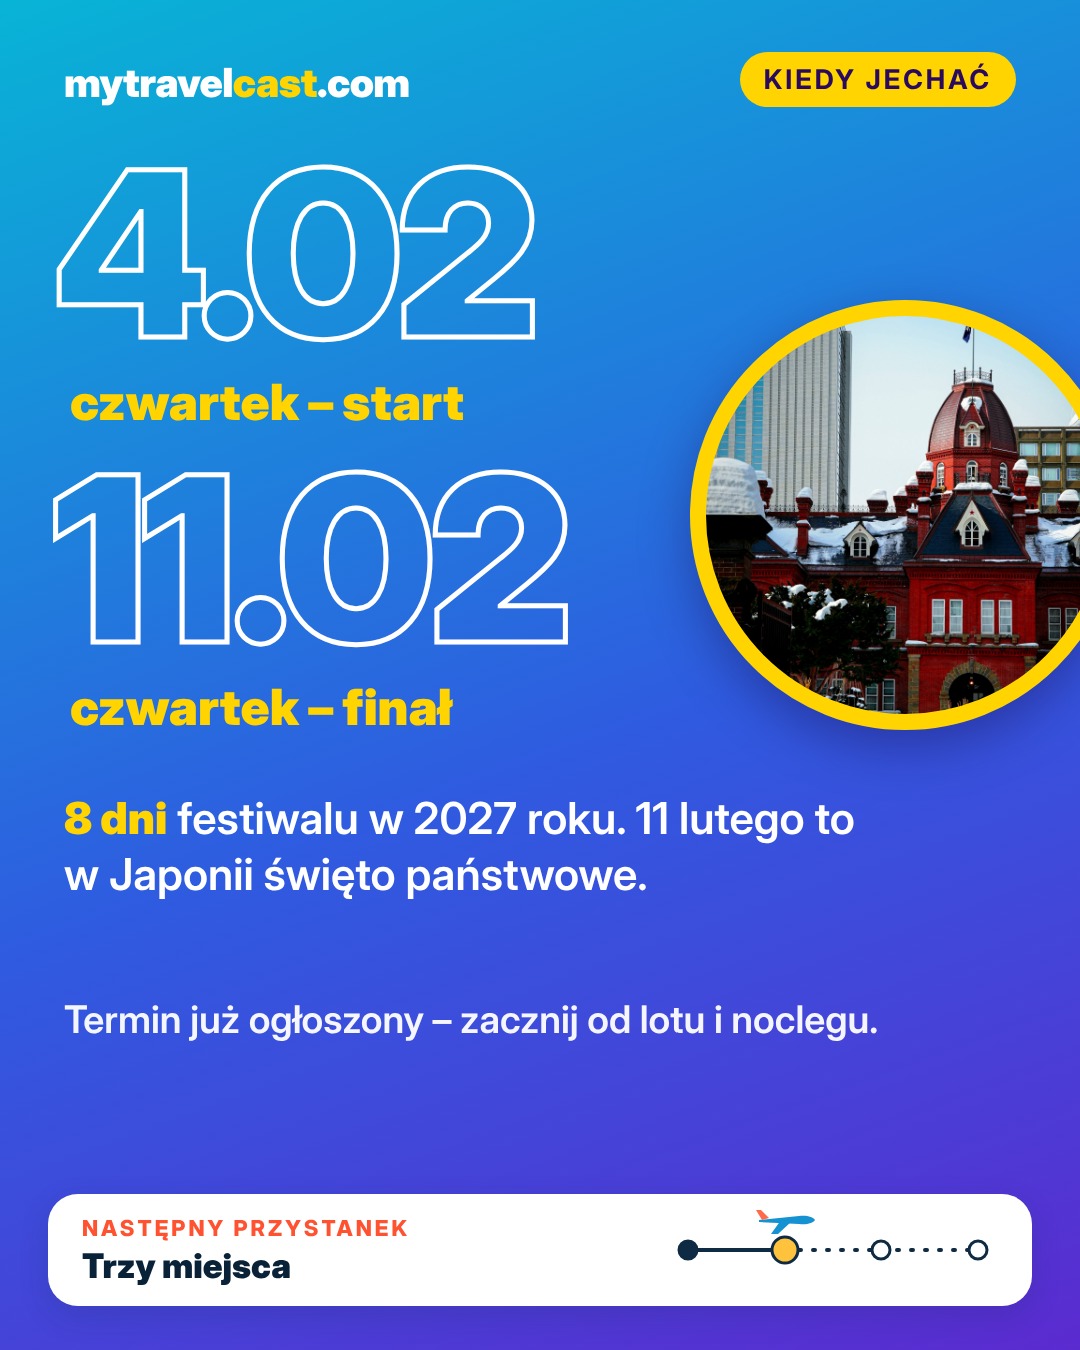 mytravelcast.com
KIEDY JECHAĆ
4.02
czwartek – start
11.02
czwartek – finał
8 dni festiwalu w 2027 roku. 11 lutego to
w Japonii święto państwowe.
Termin już ogłoszony – zacznij od lotu i noclegu.
NASTĘPNY PRZYSTANEK
Trzy miejsca